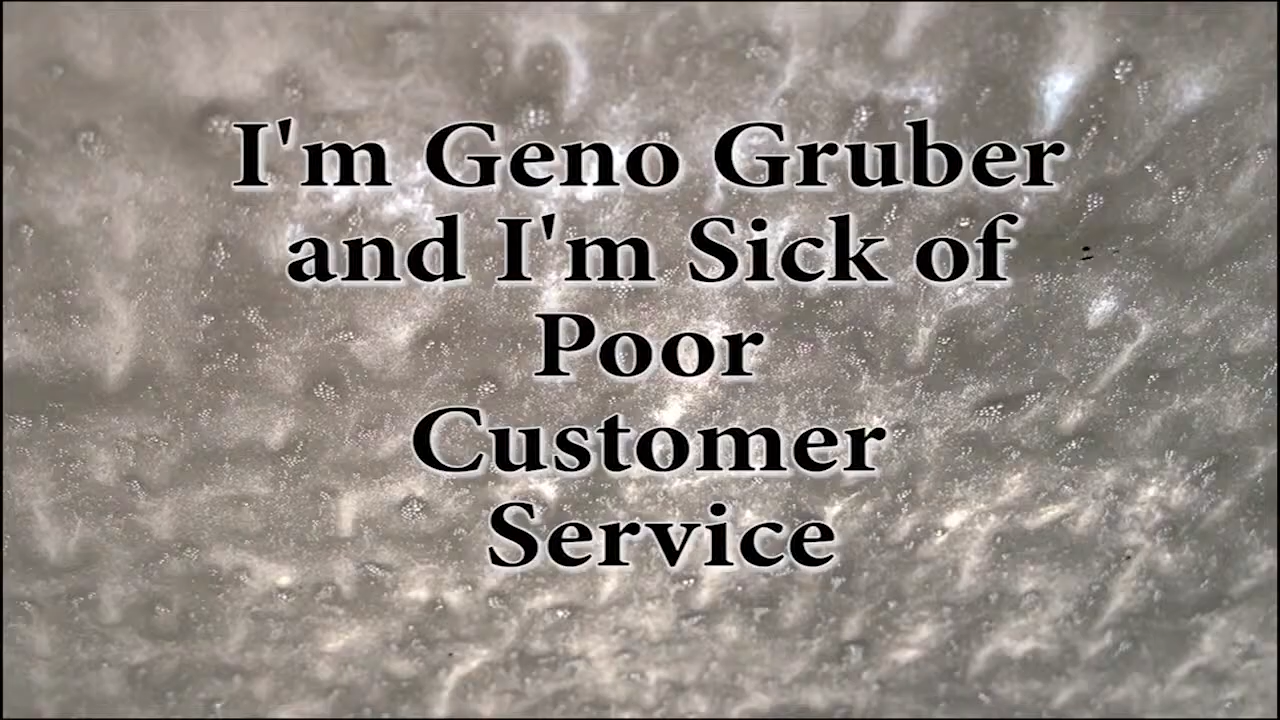 I'm Geno Gruber
and I'm Sick of
Poor
Customer
Service